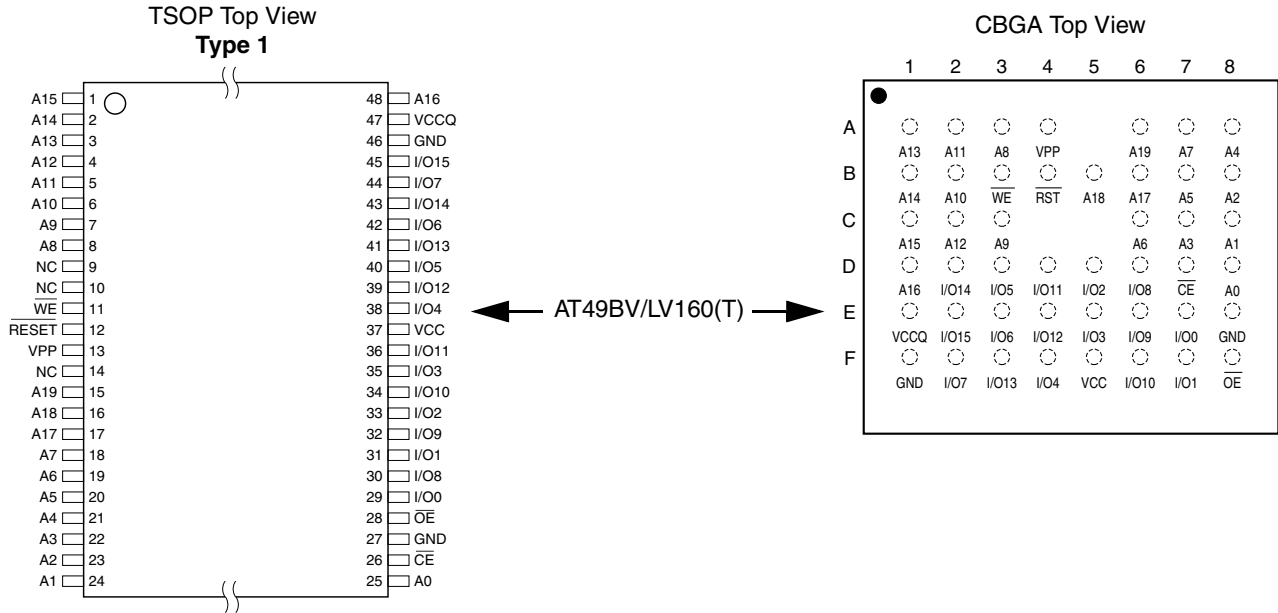 TSOP Top View
Type 1
A15 1 48 A16
A14 2 47 VCCQ
A13 3 46 GND
A12 4 45 I/O15
A11 5 44 I/O7
A10 6 43 I/O14
A9 7 42 I/O6
A8 8 41 I/O13
NC 9 40 I/O5
NC 10 39 I/O12
WE 11 38 I/O4
RESET 12 37 VCC
VPP 13 36 I/O11
NC 14 35 I/O3
A19 15 34 I/O10
A18 16 33 I/O2
A17 17 32 I/O9
A7 18 31 I/O1
A6 19 30 I/O8
A5 20 29 I/O0
A4 21 28 OE
A3 22 27 GND
A2 23 26 CE
A1 24 25 A0
AT49BV/LV160(T)
CBGA Top View
1 2 3 4 5 6 7 8
A
A13 A11 A8 VPP A19 A7 A4
B
A14 A10 WE RST A18 A17 A5 A2
C
A15 A12 A9 A6 A3 A1
D
A16 I/O14 I/O5 I/O11 I/O2 I/O8 CE A0
E
VCCQ I/O15 I/O6 I/O12 I/O3 I/O9 I/O0 GND
F
GND I/O7 I/O13 I/O4 VCC I/O10 I/O1 OE